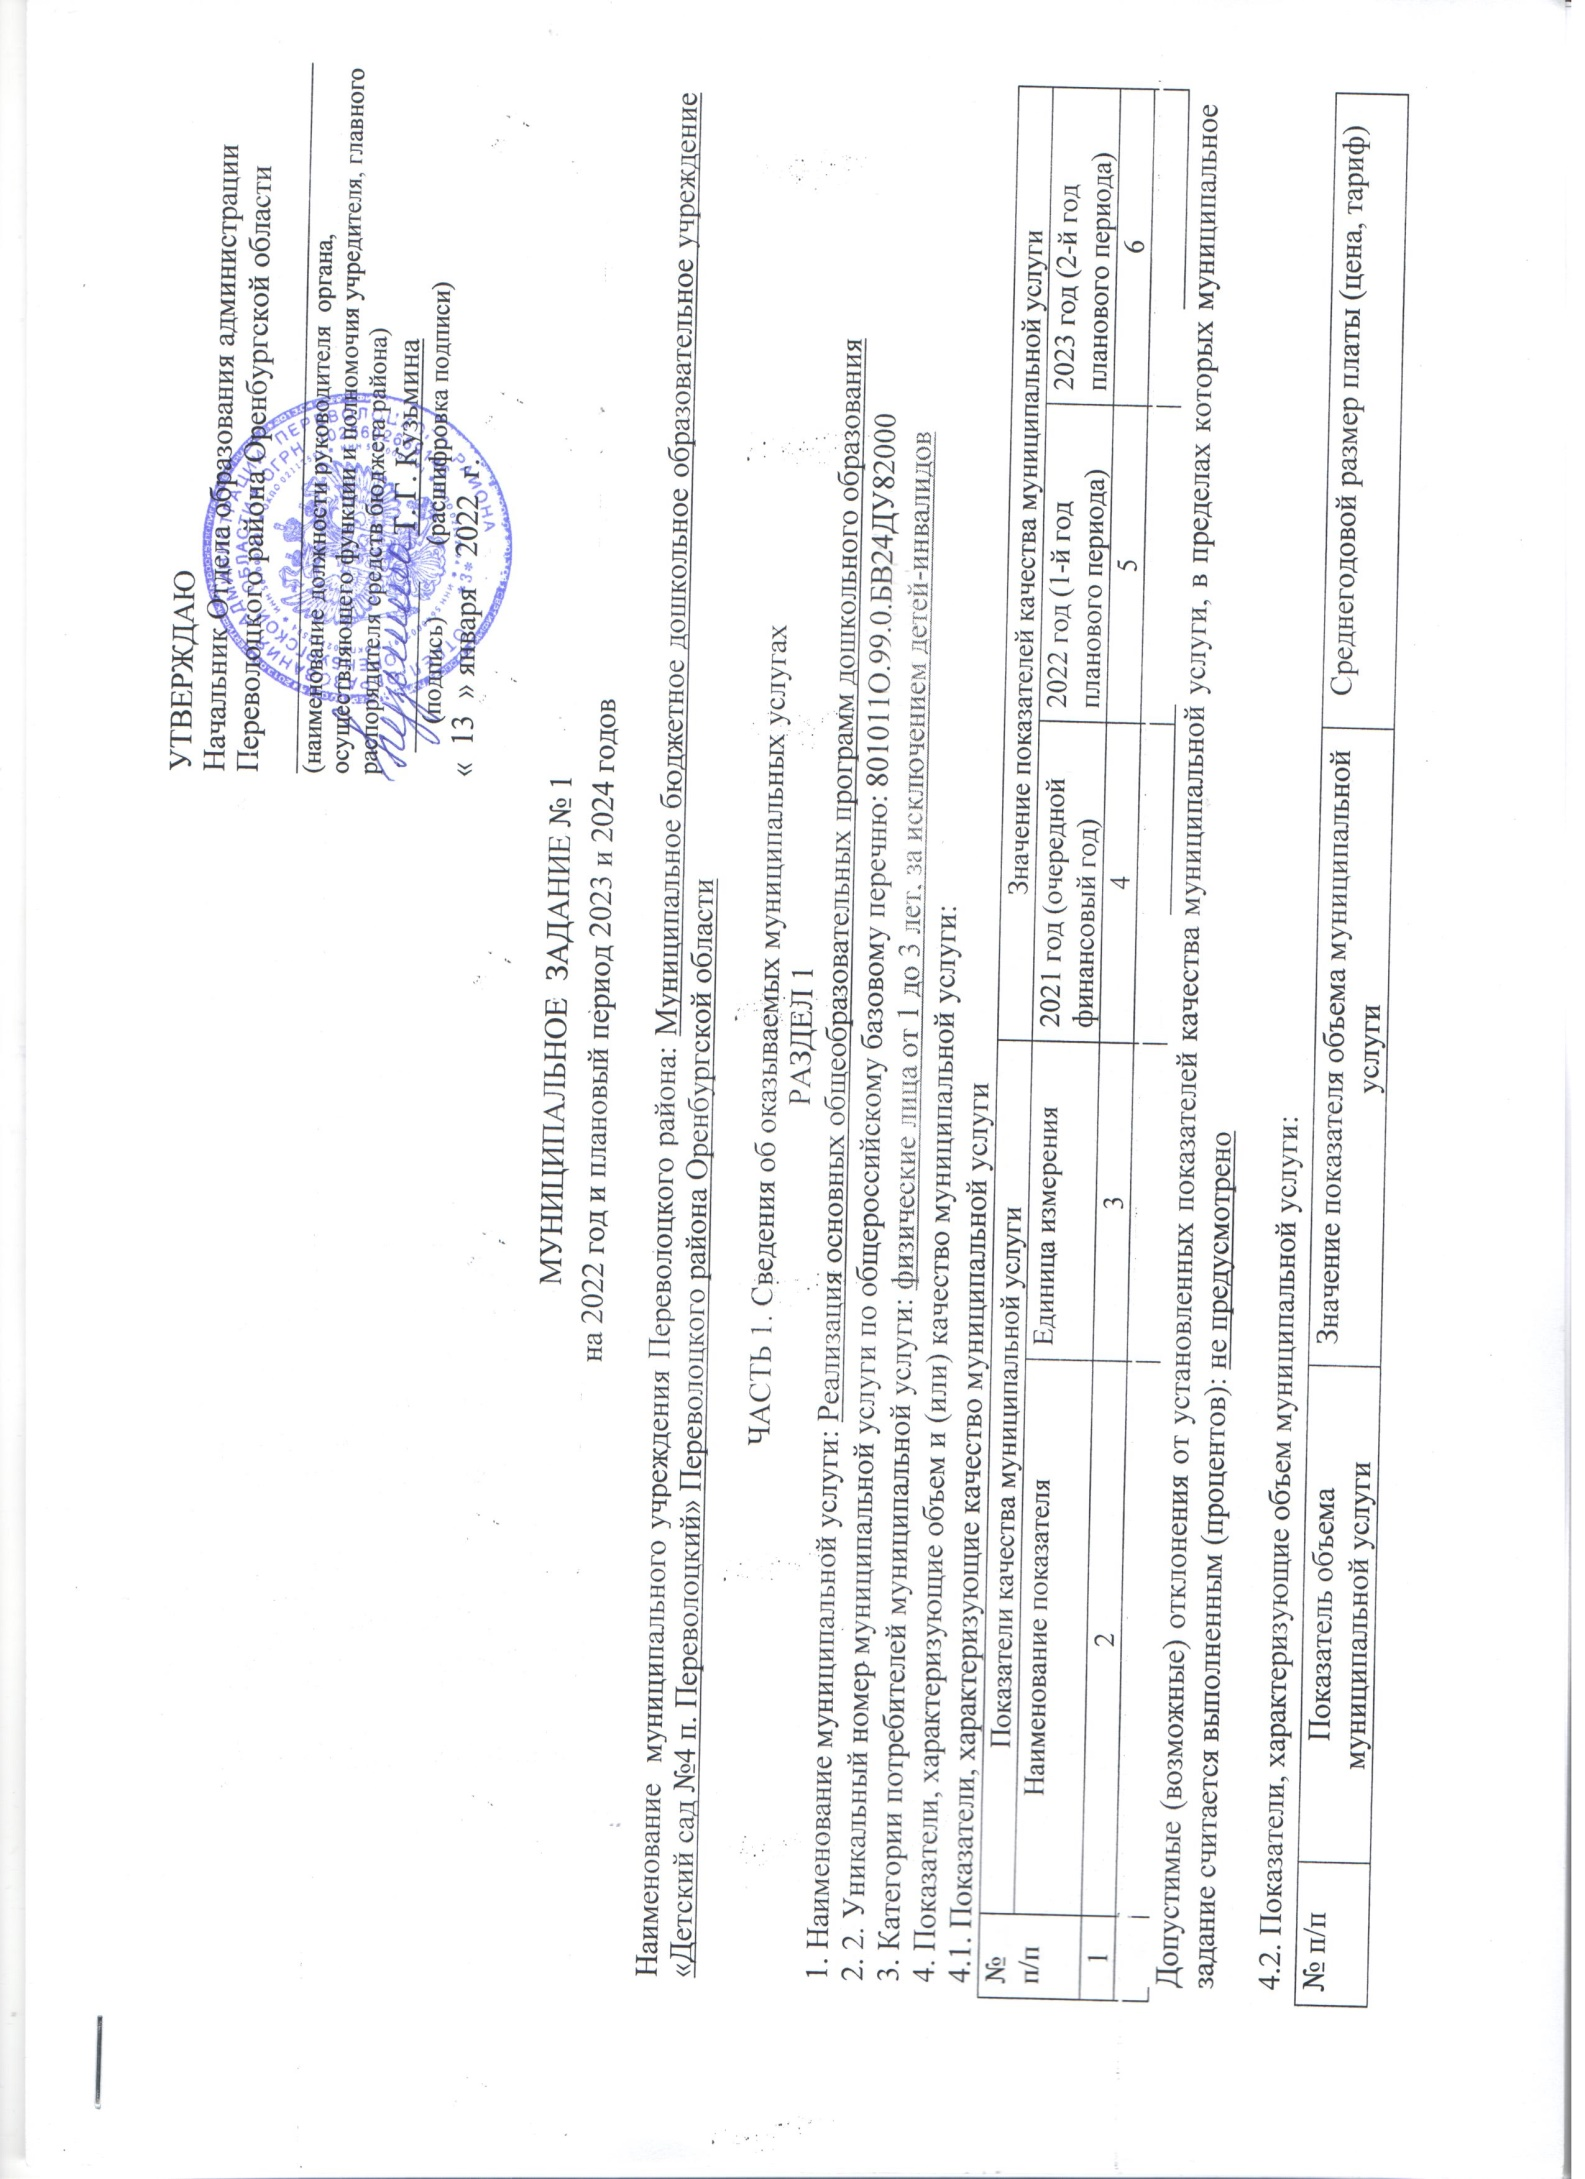 УТВЕРЖДАЮ
Начальник Отдела образования администрации
Переволоцкого района Оренбургской области
(наименование должности руководителя органа,
осуществляющего функции и полномочия учредителя, главного
распорядителя средств бюджета района)
Т.Г. Кузьмина
(подпись) (расшифровка подписи)
« 13 » января 2022 г.
МУНИЦИПАЛЬНОЕ ЗАДАНИЕ № 1
на 2022 год и плановый период 2023 и 2024 годов
Наименование муниципального учреждения Переволоцкого района: Муниципальное бюджетное дошкольное образовательное учреждение
«Детский сад №4 п. Переволоцкий» Переволоцкого района Оренбургской области
ЧАСТЬ 1. Сведения об оказываемых муниципальных услугах
РАЗДЕЛ 1
1. Наименование муниципальной услуги: Реализация основных общеобразовательных программ дошкольного образования
2. 2. Уникальный номер муниципальной услуги по общероссийскому базовому перечню: 801011О.99.0.БВ24ДУ82000
3. Категории потребителей муниципальной услуги: физические лица от 1 до 3 лет, за исключением детей-инвалидов
4. Показатели, характеризующие объем и (или) качество муниципальной услуги:
4.1. Показатели, характеризующие качество муниципальной услуги
№ п/п
Показатели качества муниципальной услуги
Значение показателей качества муниципальной услуги
Наименование показателя
Единица измерения
2021 год (очередной
финансовый год)
2022 год (1-й год
планового периода)
2023 год (2-й год
планового периода)
1 2 3 4 5 6
Допустимые (возможные) отклонения от установленных показателей качества муниципальной услуги, в пределах которых муниципальное
задание считается выполненным (процентов): не предусмотрено
4.2. Показатели, характеризующие объем муниципальной услуги:
№ п/п
Показатель объема
муниципальной услуги
Значение показателя объема муниципальной
услуги
Среднегодовой размер платы (цена, тариф)